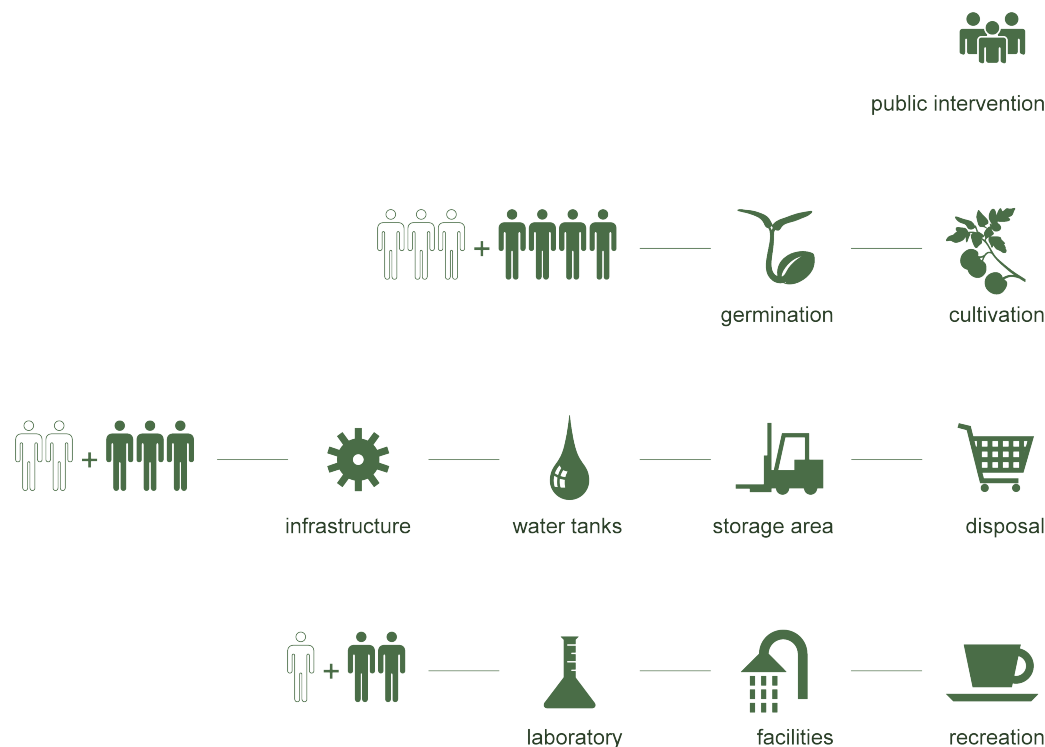 public intervention
+
germination
cultivation
+
infrastructure
water tanks
storage area
disposal
+
laboratory
facilities
recreation